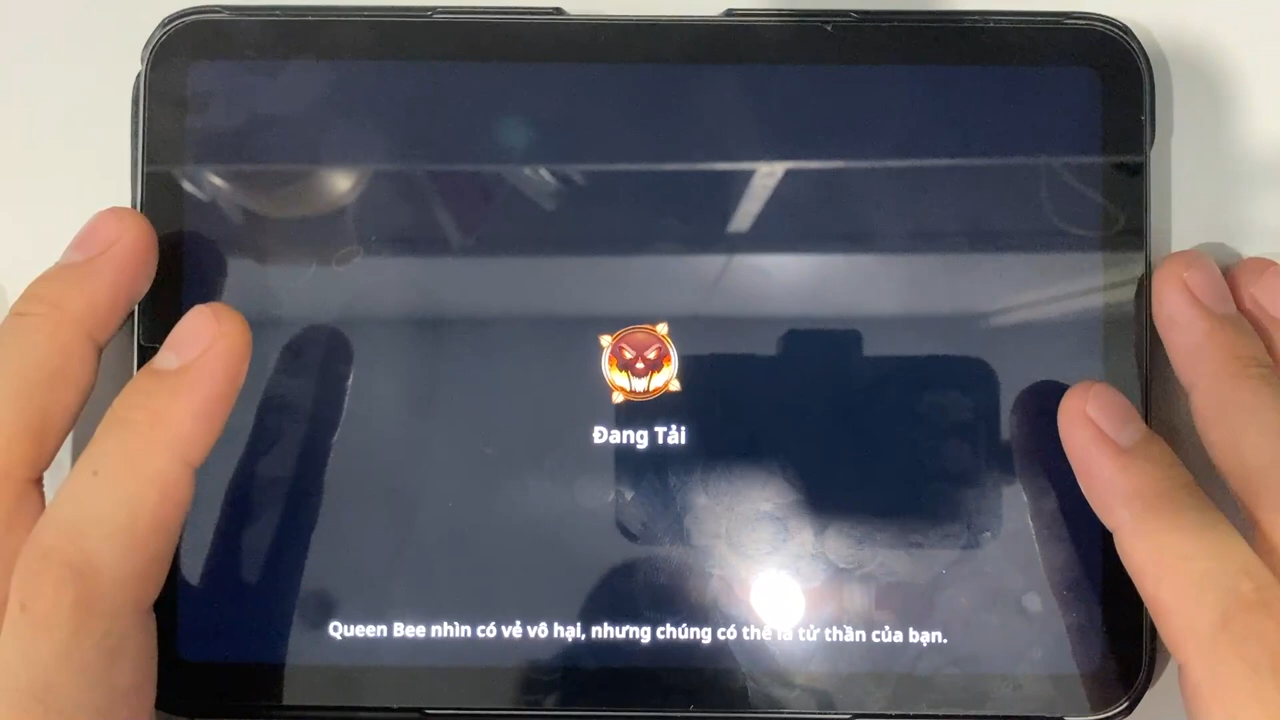 Đang Tải
Queen Bee nhìn có vẻ vô hại, nhưng chúng có thể là tử thần của bạn.